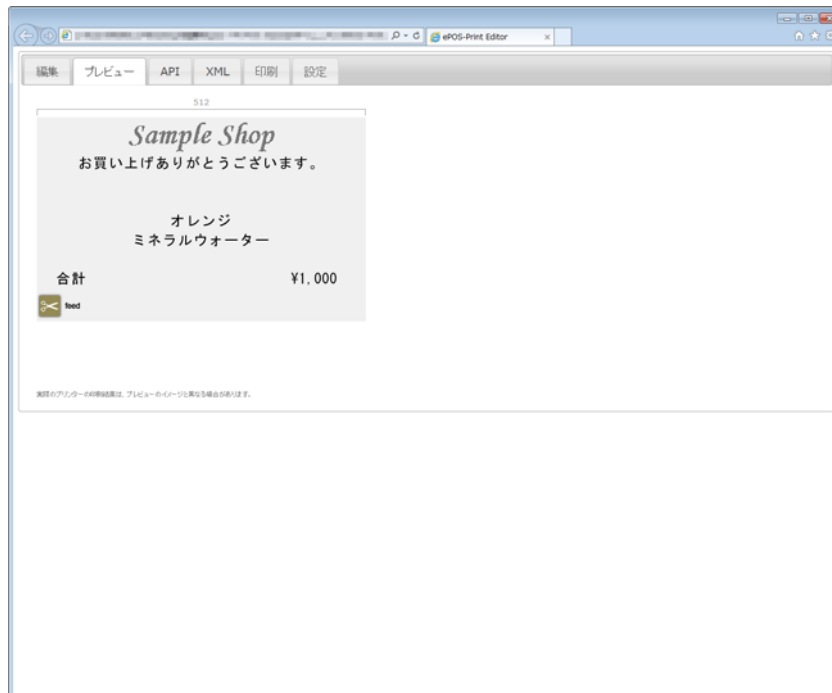 ePOS-Print Editor
編集 プレビュー API XML 印刷 設定
512
Sample Shop
お買い上げありがとうございます。
オレンジ
ミネラルウォーター
合計 ¥1,000
feed
実際のプリンターの印刷結果は、プレビューのイメージと異なる場合があります。